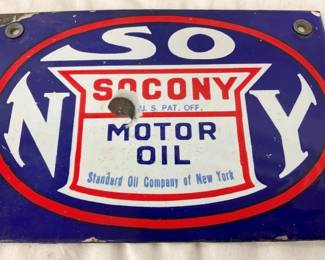 SO
N Y
SOCONY
U. S. PAT. OFF.
MOTOR
OIL
Standard Oil Company of New York